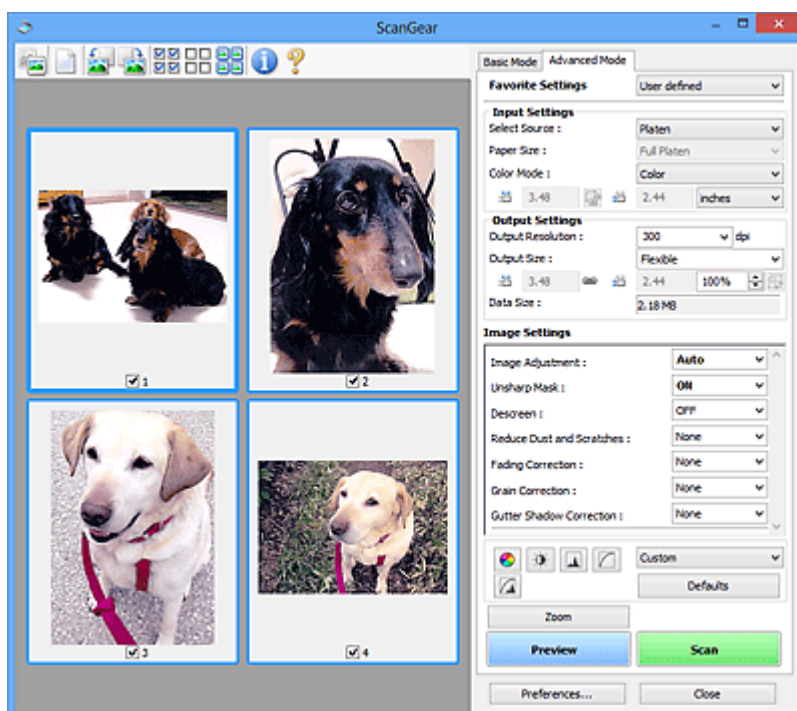 ScanGear
Basic Mode Advanced Mode
Favorite Settings User defined
Input Settings
Select Source : Platen
Paper Size : Full Platen
Color Mode : Color
3.48 2.44 inches
Output Settings
Output Resolution : 300 dpi
Output Size : Flexible
3.48 2.44 100%
Data Size : 2.18 MB
Image Settings
Image Adjustment : Auto
Unsharp Mask : ON
Descreen : OFF
Reduce Dust and Scratches : None
Fading Correction : None
Grain Correction : None
Gutter Shadow Correction : None
Custom
Defaults
Zoom
Preview Scan
Preferences... Close
1
2
3
4